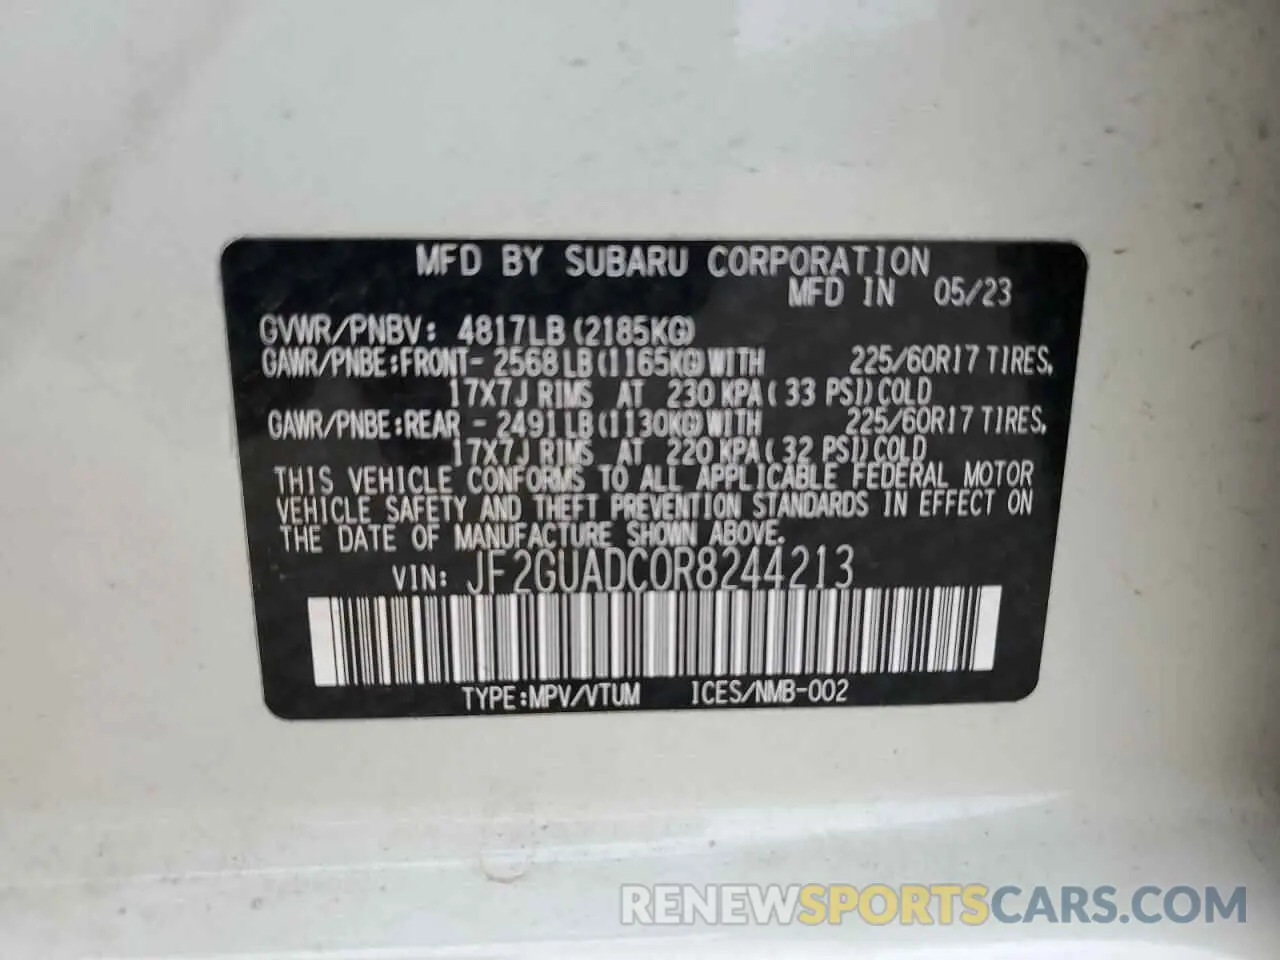 MFD BY SUBARU CORPORATION
MFD IN 05/23
GVWR/PNBV: 4817LB(2185KG)
GAWR/PNBE:FRONT- 2568LB(1165KG)WITH 225/60R17 TIRES,
17X7J RIMS AT 230 KPA( 33 PSI)COLD
GAWR/PNBE:REAR - 2491LB(1130KG)WITH 225/60R17 TIRES,
17X7J RIMS AT 220 KPA( 32 PSI)COLD
THIS VEHICLE CONFORMS TO ALL APPLICABLE FEDERAL MOTOR
VEHICLE SAFETY AND THEFT PREVENTION STANDARDS IN EFFECT ON
THE DATE OF MANUFACTURE SHOWN ABOVE.
VIN: JF2GUADC0R8244213
TYPE:MPV/VTUM ICES/NMB-002
RENEWSPORTSCARS.COM